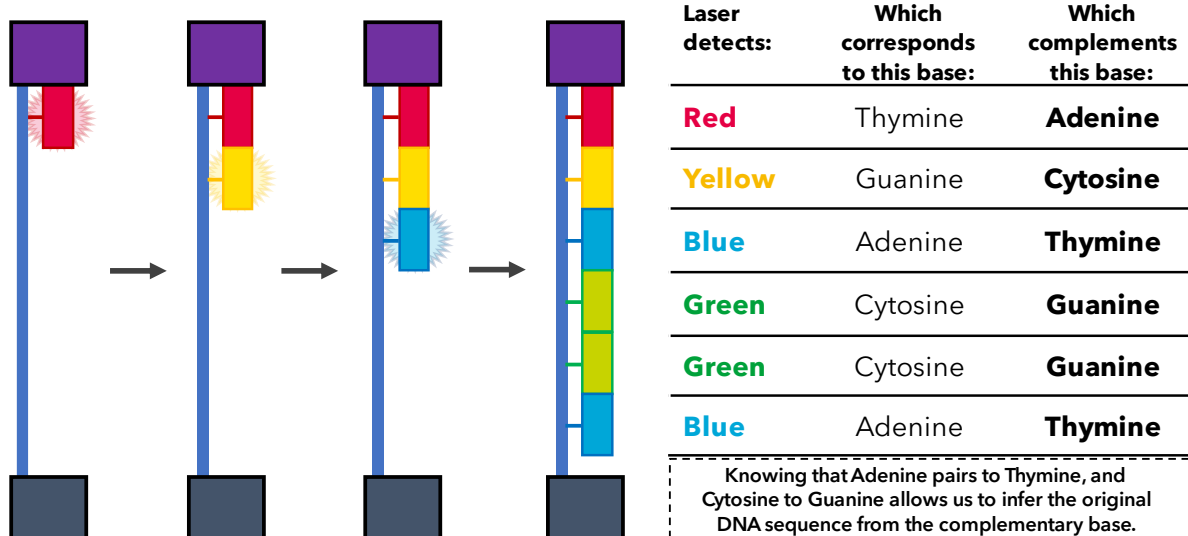 Laser Which Which
detects: corresponds complements
to this base: this base:
Red Thymine Adenine
Yellow Guanine Cytosine
Blue Adenine Thymine
Green Cytosine Guanine
Green Cytosine Guanine
Blue Adenine Thymine
Knowing that Adenine pairs to Thymine, and
Cytosine to Guanine allows us to infer the original
DNA sequence from the complementary base.